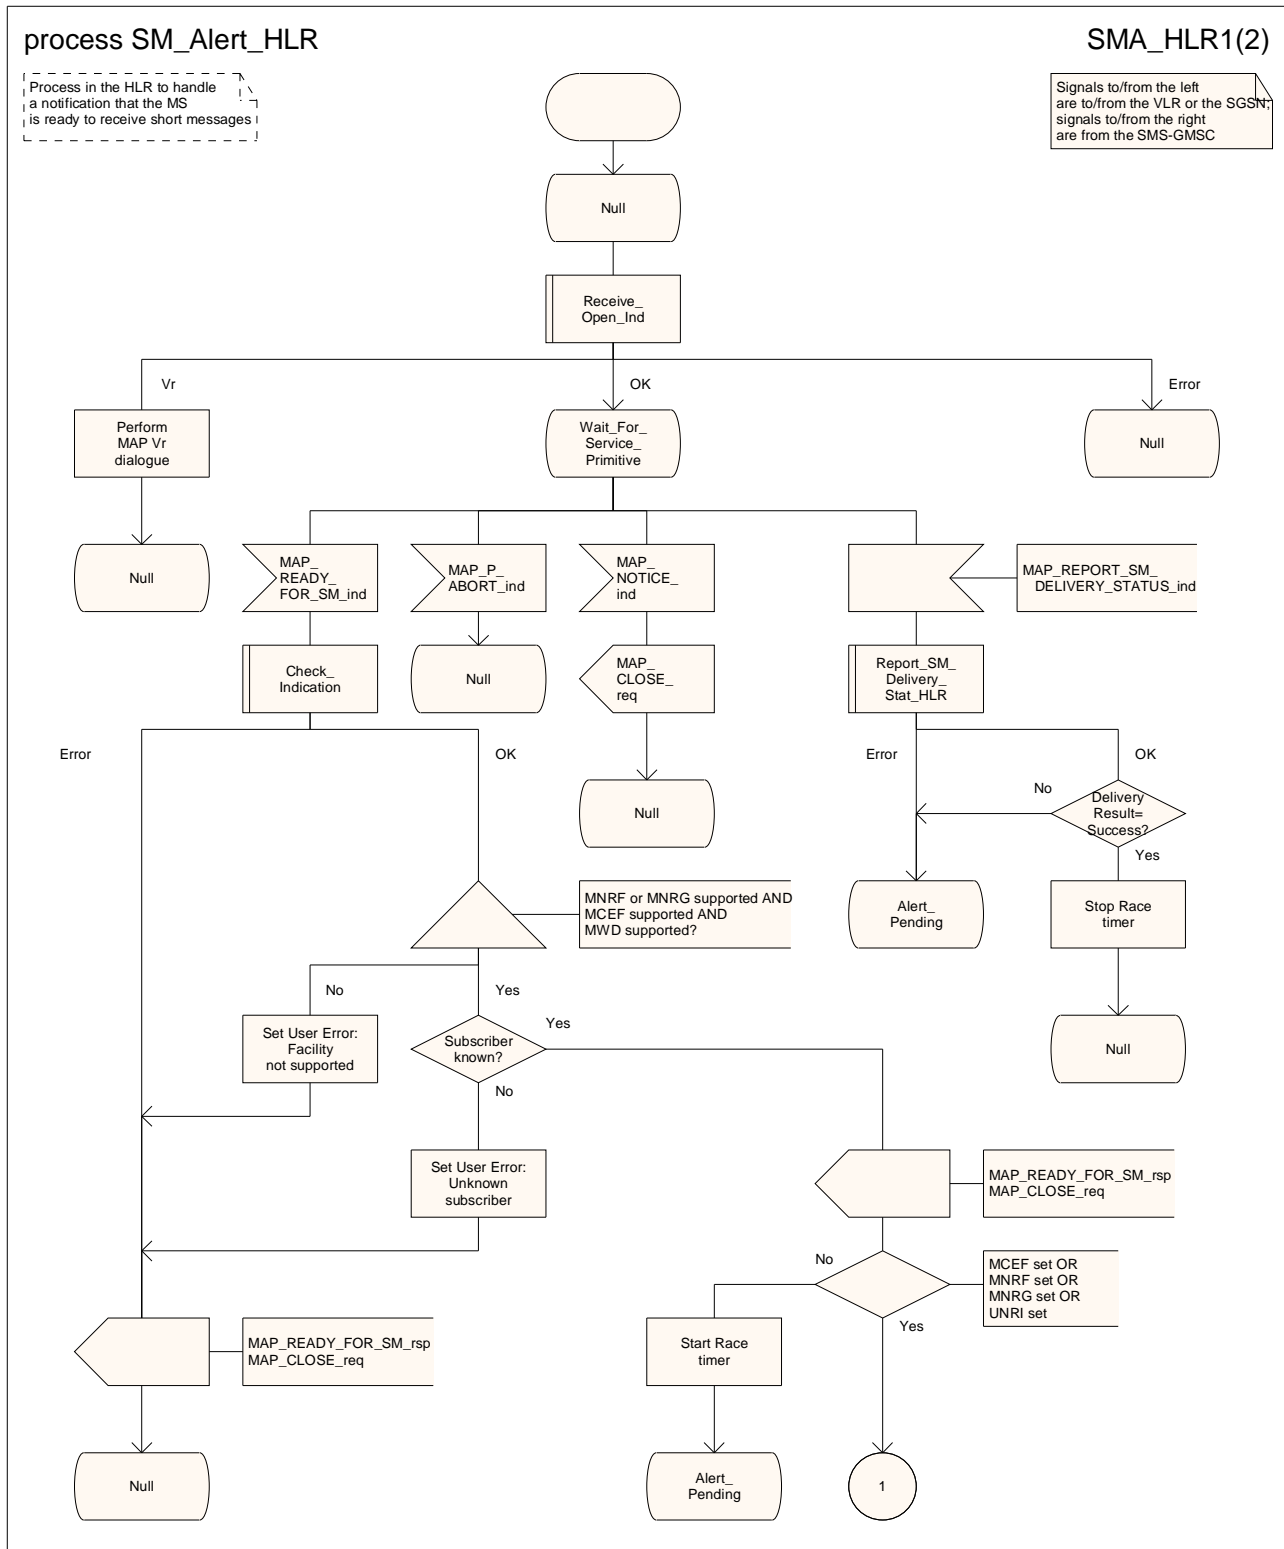 process SM_Alert_HLR
SMA_HLR1(2)
Process in the HLR to handle
a notification that the MS
is ready to receive short messages
Signals to/from the left
are to/from the VLR or the SGSN;
signals to/from the right
are from the SMS-GMSC
Null
Receive_
Open_Ind
Vr
OK
Error
Perform
MAP Vr
dialogue
Wait_For_
Service_
Primitive
Null
Null
MAP_
READY_
FOR_SM_ind
MAP_P_
ABORT_ind
MAP_
NOTICE_
ind
MAP_REPORT_SM_
DELIVERY_STATUS_ind
Check_
Indication
Null
MAP_
CLOSE_
req
Report_SM_
Delivery_
Stat_HLR
Error
OK
Error
OK
Null
No
Delivery
Result=
Success?
Yes
MNRF or MNRG supported AND
MCEF supported AND
MWD supported?
Alert_
Pending
Stop Race
timer
No
Yes
Set User Error:
Facility
not supported
Subscriber
known?
Yes
No
Null
Set User Error:
Unknown
subscriber
MAP_READY_FOR_SM_rsp
MAP_CLOSE_req
No
MCEF set OR
MNRF set OR
MNRG set OR
UNRI set
Yes
MAP_READY_FOR_SM_rsp
MAP_CLOSE_req
Start Race
timer
Null
Alert_
Pending
1